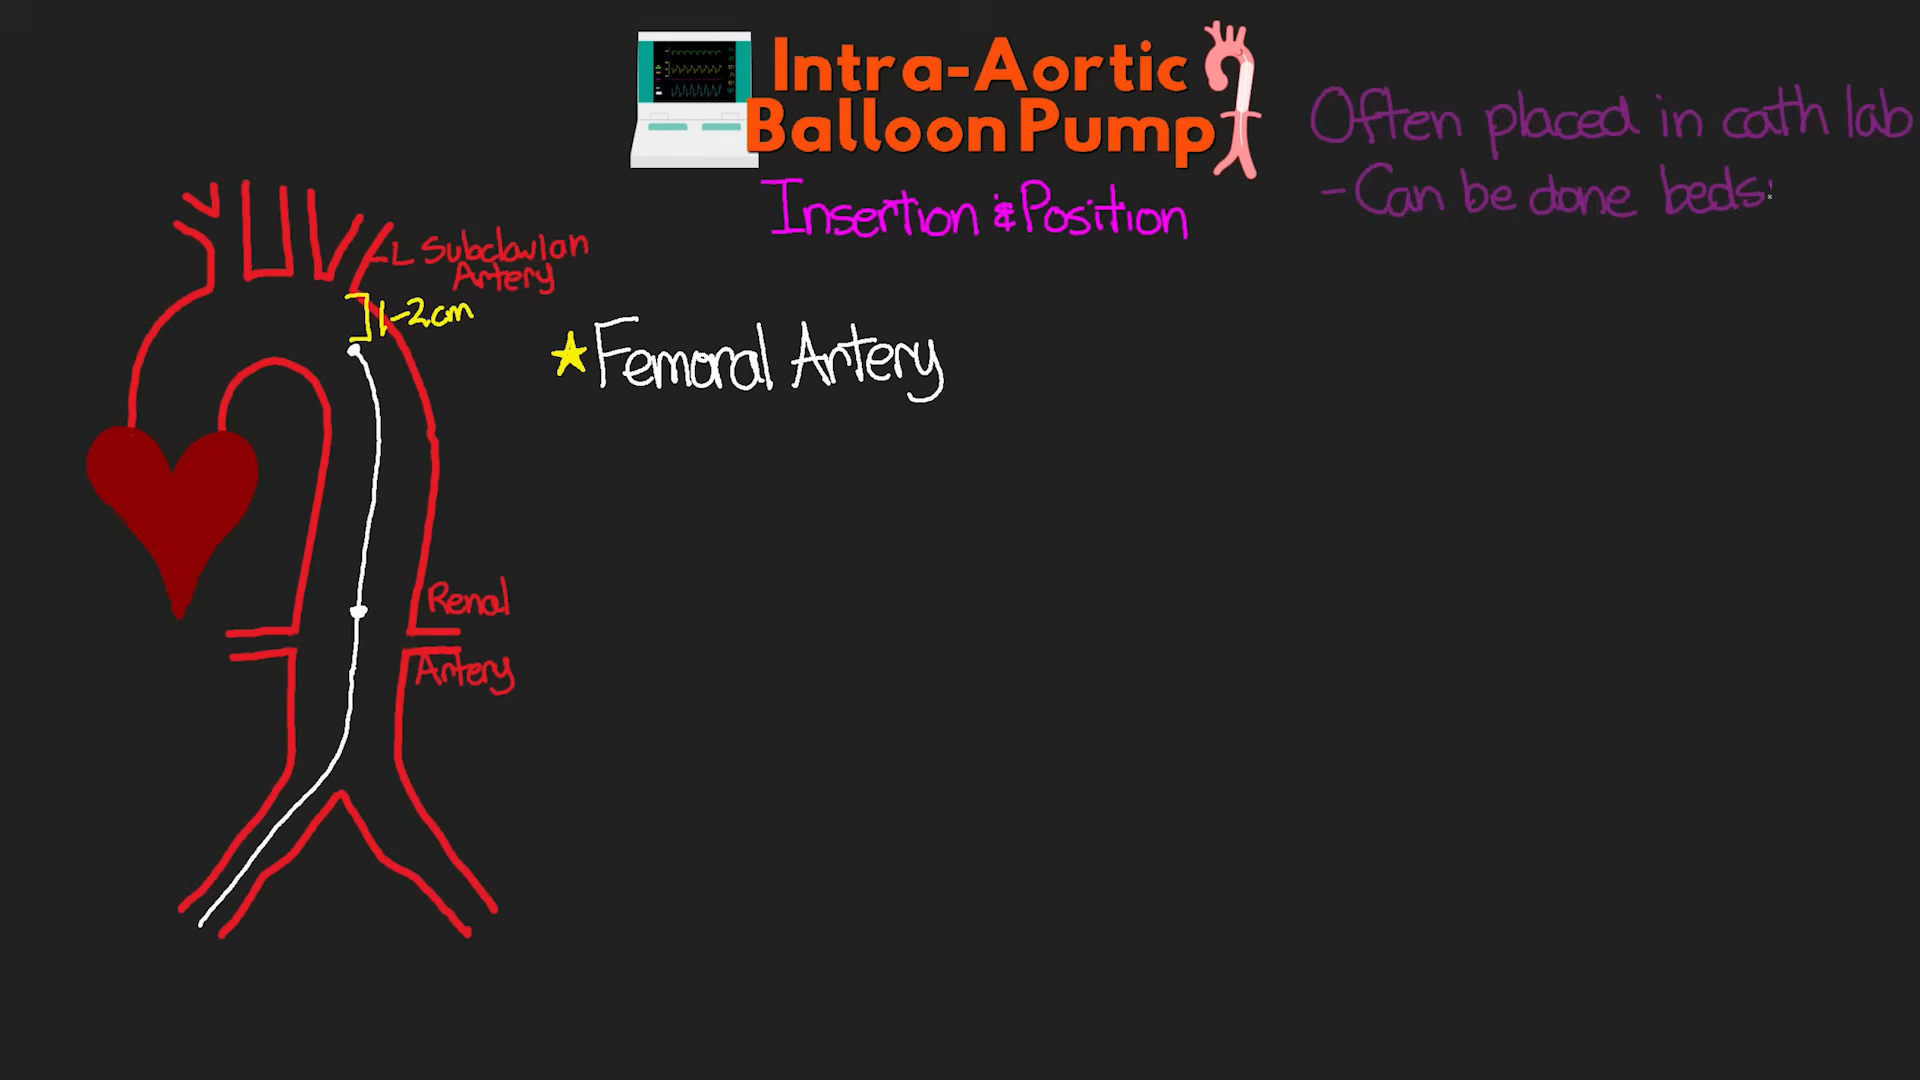 Intra-Aortic
Balloon Pump
Insertion & Position
Often placed in cath lab
- Can be done beds
L Subclavian
Artery
1-2cm
Femoral Artery
Renal
Artery